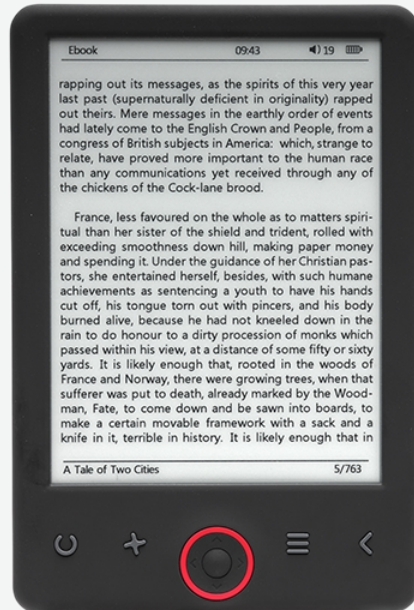 Ebook 09:43 19
rapping out its messages, as the spirits of this very year
last past (supernaturally deficient in originality) rapped
out theirs. Mere messages in the earthly order of events
had lately come to the English Crown and People, from a
congress of British subjects in America: which, strange to
relate, have proved more important to the human race
than any communications yet received through any of
the chickens of the Cock-lane brood.
France, less favoured on the whole as to matters spiri-
tual than her sister of the shield and trident, rolled with
exceeding smoothness down hill, making paper money
and spending it. Under the guidance of her Christian pas-
tors, she entertained herself, besides, with such humane
achievements as sentencing a youth to have his hands
cut off, his tongue torn out with pincers, and his body
burned alive, because he had not kneeled down in the
rain to do honour to a dirty procession of monks which
passed within his view, at a distance of some fifty or sixty
yards. It is likely enough that, rooted in the woods of
France and Norway, there were growing trees, when that
sufferer was put to death, already marked by the Wood-
man, Fate, to come down and be sawn into boards, to
make a certain movable framework with a sack and a
knife in it, terrible in history. It is likely enough that in
A Tale of Two Cities 5/763